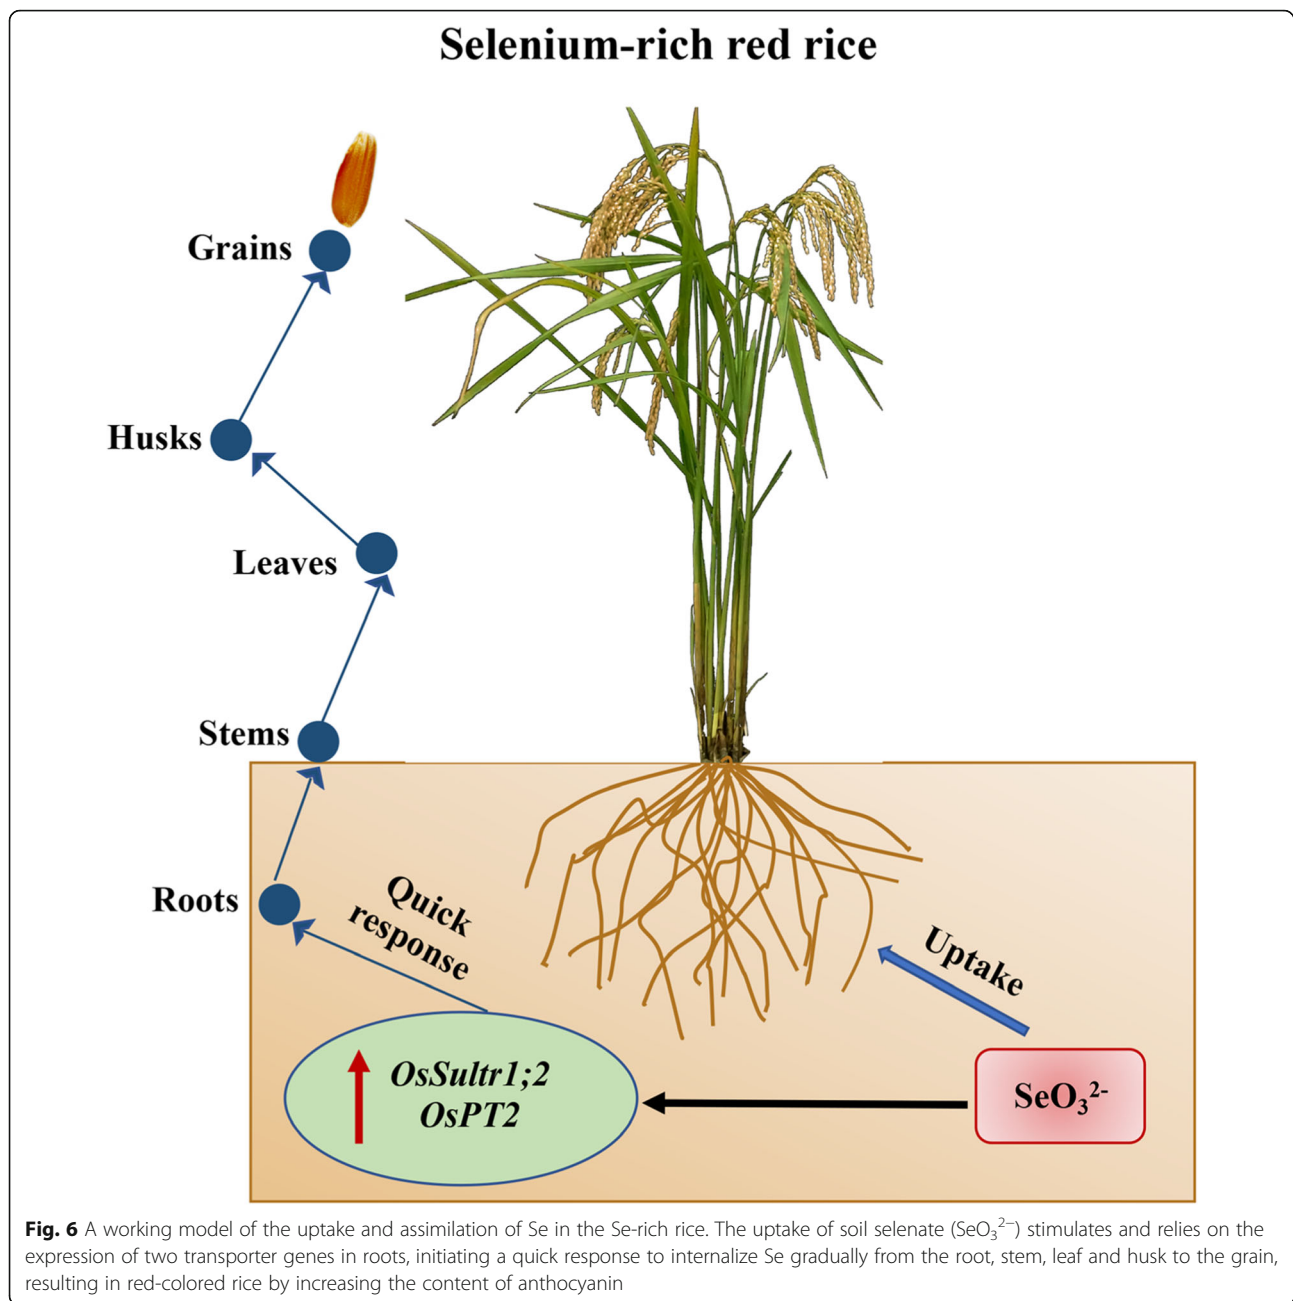 Selenium-rich red rice
Grains
Husks
Leaves
Stems
Roots
Quick
response
Uptake
OsSultr1;2
OsPT2
SeO₃²⁻
Fig. 6 A working model of the uptake and assimilation of Se in the Se-rich rice. The uptake of soil selenate (SeO₃²⁻) stimulates and relies on the
expression of two transporter genes in roots, initiating a quick response to internalize Se gradually from the root, stem, leaf and husk to the grain,
resulting in red-colored rice by increasing the content of anthocyanin